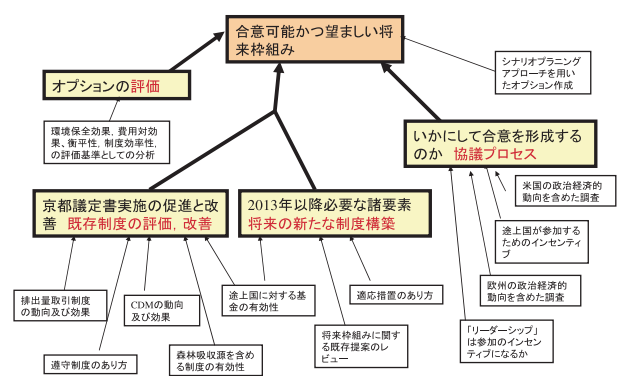 合意可能かつ望ましい将
来枠組み
シナリオプラニング
アプローチを用い
たオプション作成
オプションの評価
環境保全効果, 費用対効
果、衡平性, 制度効率性,
の評価基準としての分析
いかにして合意を形成する
のか 協議プロセス
米国の政治経済的
動向を含めた調査
京都議定書実施の促進と改
善 既存制度の評価, 改善
2013年以降必要な諸要素
将来の新たな制度構築
途上国が参加す
るためのインセンティ
ブ
排出量取引制度
の動向及び効果
CDMの動向
及び効果
途上国に対する基
金の有効性
適応措置のあり方
欧州の政治経済的
動向を含めた調査
遵守制度のあり方
森林吸収源を含め
る制度の有効性
将来枠組みに関す
る既存提案のレ
ビュー
「リーダーシップ」
は参加のインセン
ティブになるか